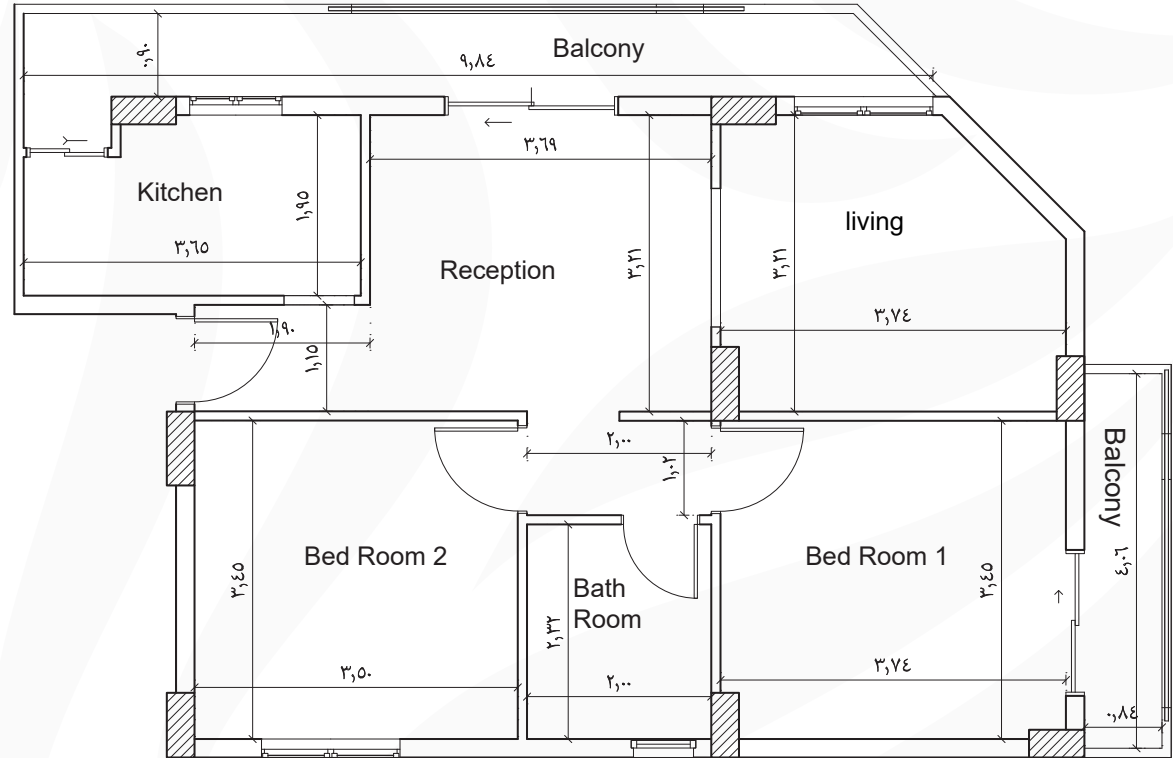 Balcony
٠,٩٠
٩,٨٤
٣,٦٩
Kitchen
١,٩٥
٣,٦٥
Reception
٣,٢١
living
٣,٢١
٣,٧٤
١,٩٠
١,١٥
٢,٠٠
١,٠٢
Balcony
٤,٠٦
٠,٨٤
Bed Room 2
٣,٤٥
٣,٥٠
Bath
Room
٢,٣٢
٢,٠٠
Bed Room 1
٣,٤٥
٣,٧٤